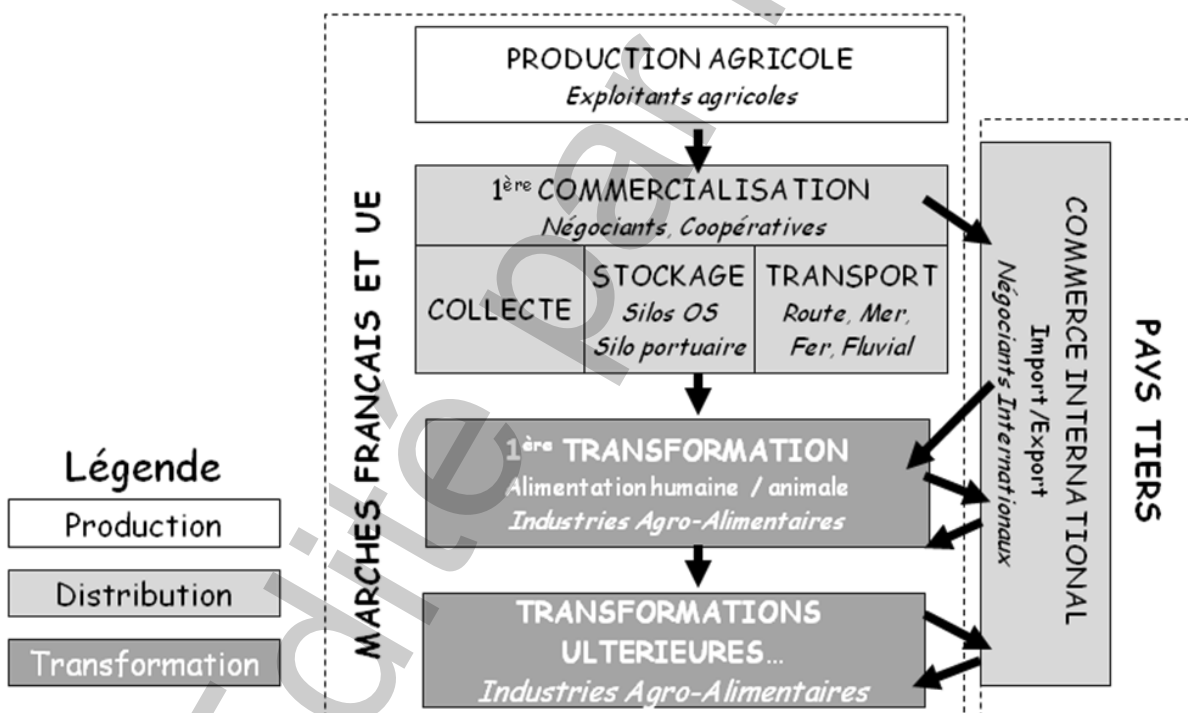 PRODUCTION AGRICOLE
Exploitants agricoles
1ère COMMERCIALISATION
Négociants, Coopératives
COLLECTE
STOCKAGE
Silos OS
Silo portuaire
TRANSPORT
Route, Mer,
Fer, Fluvial
1ère TRANSFORMATION
Alimentation humaine / animale
Industries Agro-Alimentaires
TRANSFORMATIONS
ULTERIEURES...
Industries Agro-Alimentaires
MARCHES FRANCAIS ET UE
COMMERCE INTERNATIONAL
Import/Export
Négociants Internationaux
PAYS TIERS
Légende
Production
Distribution
Transformation
Edité par